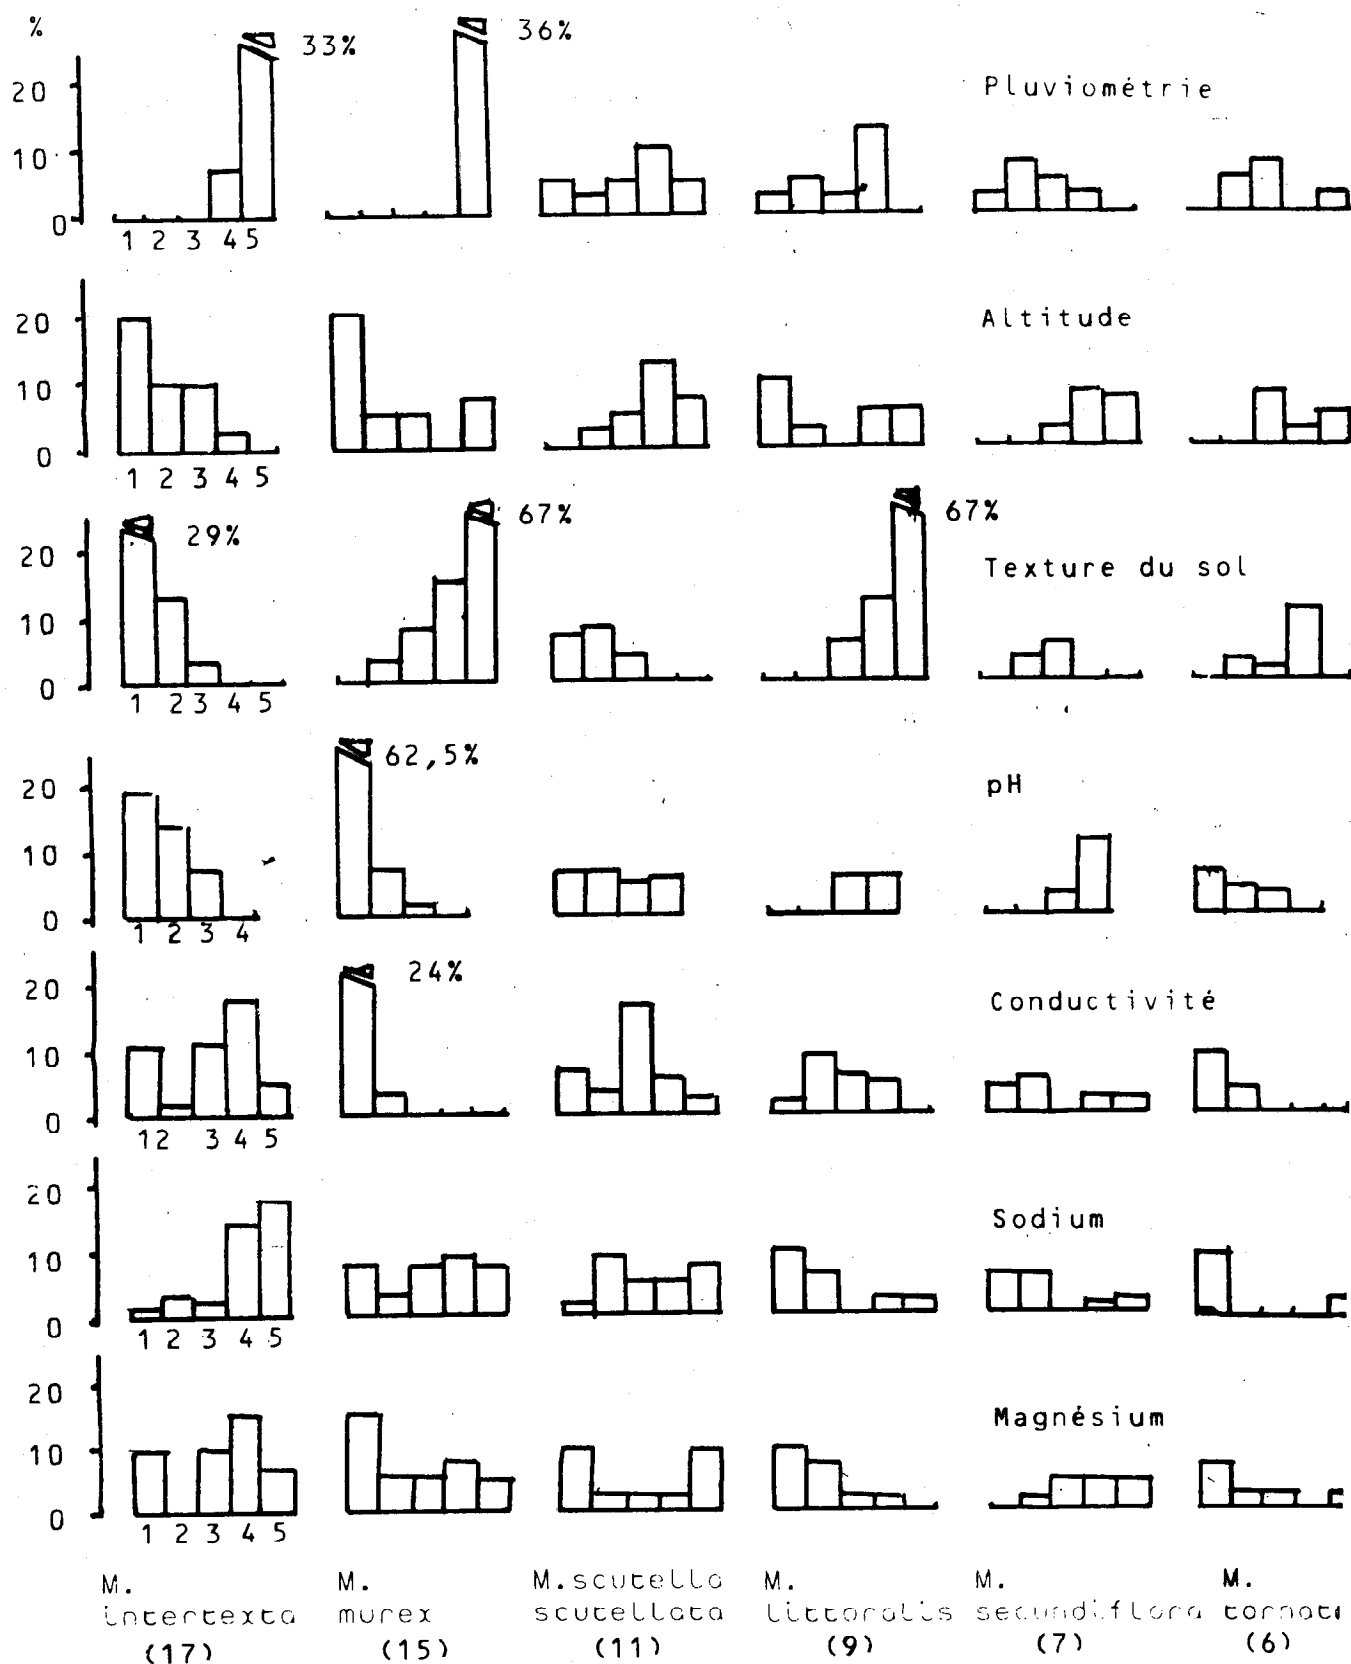 %
33%
36%
Pluviométrie
20
10
0
1 2 3 4 5
Altitude
20
10
0
1 2 3 4 5
29%
67%
67%
Texture du sol
20
10
0
1 2 3 4 5
62,5%
pH
20
10
0
1 2 3 4
24%
Conductivité
20
10
0
1 2 3 4 5
Sodium
20
10
0
1 2 3 4 5
Magnésium
20
10
0
1 2 3 4 5
M. M. M. scutella M. M. M.
intertexta murex scutellata littoralis secundiflora
(17) (15) (11) (9) (7) (6)